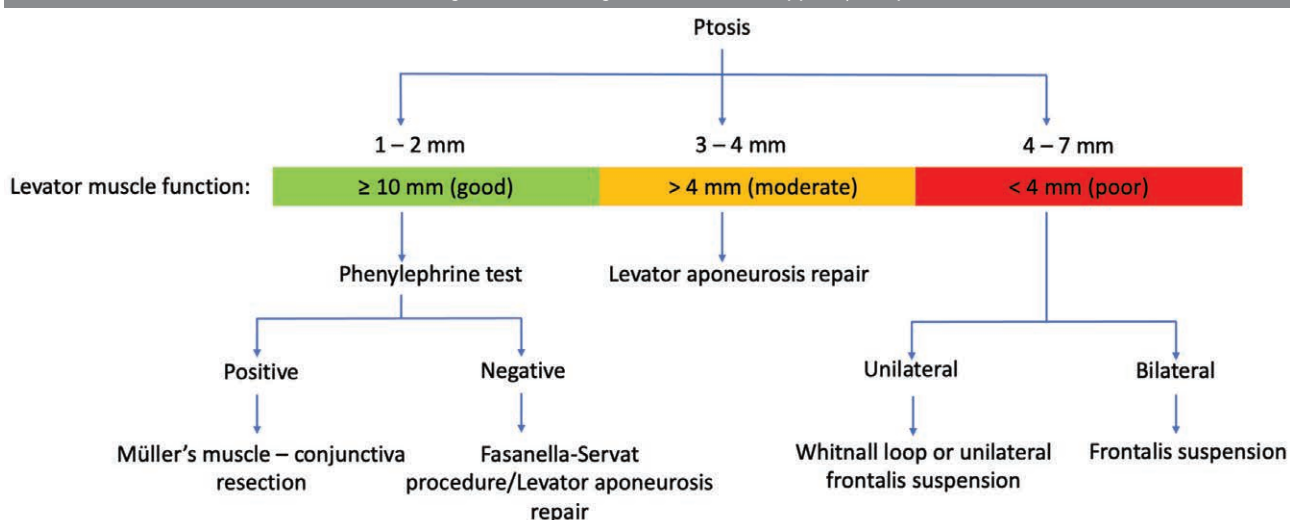 Ptosis
1 – 2 mm
3 – 4 mm
4 – 7 mm
Levator muscle function:
≥ 10 mm (good)
> 4 mm (moderate)
< 4 mm (poor)
Phenylephrine test
Levator aponeurosis repair
Positive
Negative
Unilateral
Bilateral
Müller’s muscle – conjunctiva
resection
Fasanella-Servat
procedure/Levator aponeurosis
repair
Whitnall loop or unilateral
frontalis suspension
Frontalis suspension